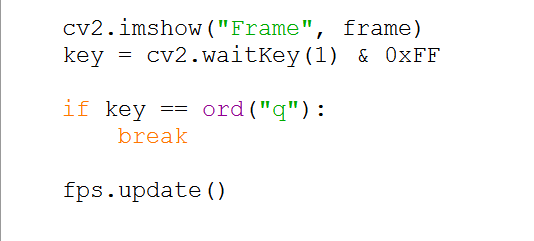 cv2.imshow("Frame", frame)
key = cv2.waitKey(1) & 0xFF
if key == ord("q"):
break
fps.update()